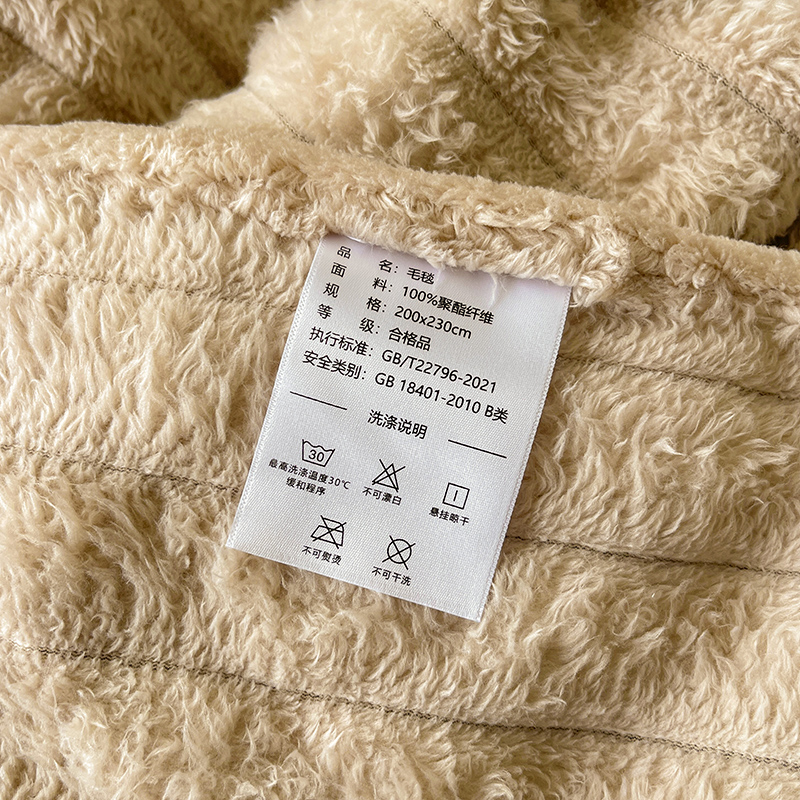 品 名：毛毯
面 料：100%聚酯纤维
规 格：200x230cm
等 级：合格品
执行标准：GB/T22796-2021
安全类别：GB 18401-2010 B类
洗涤说明
30
最高洗涤温度30℃
缓和程序
不可漂白
悬挂晾干
不可熨烫
不可干洗